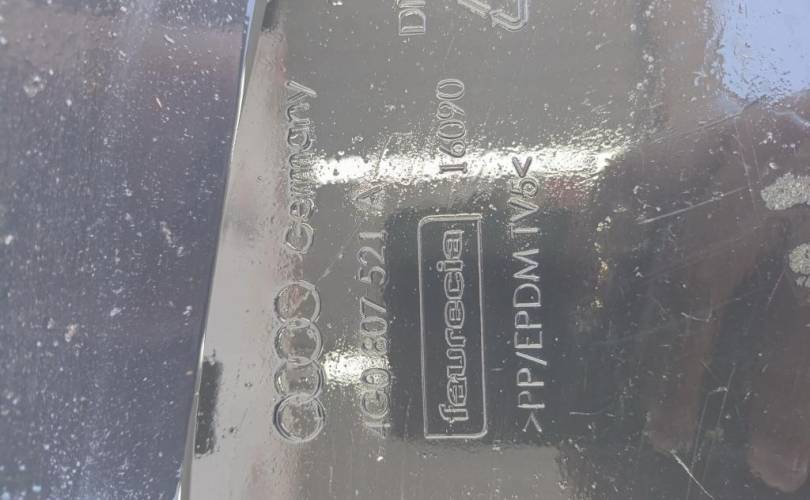 Germany
4G0 807 521 A
faurecia
16090
>PP/EPDM TV5<